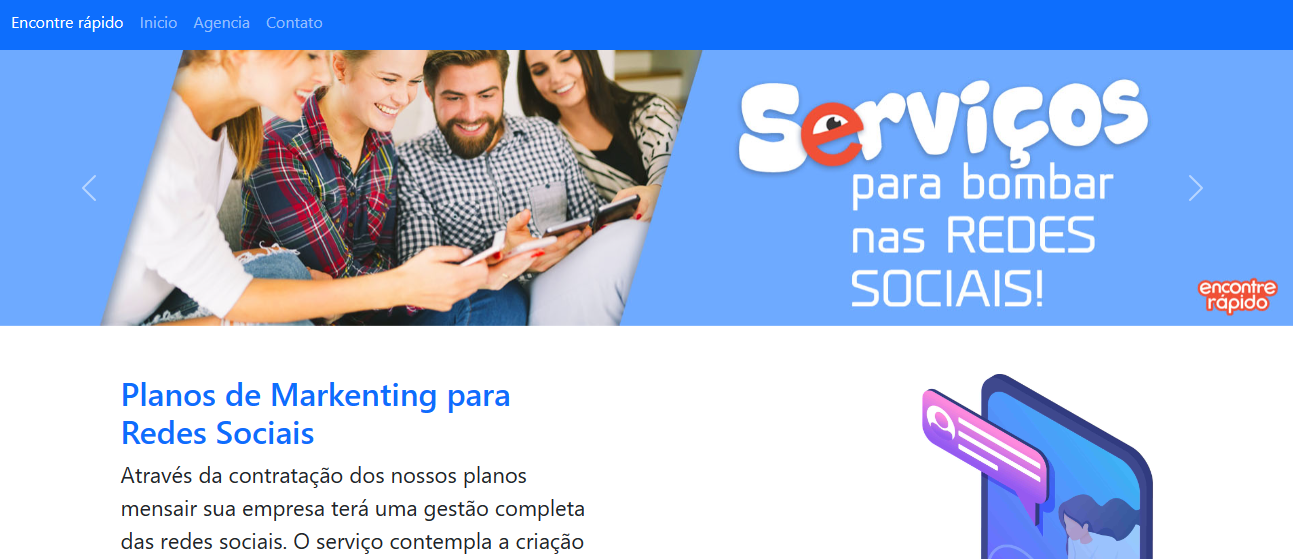 Encontre rápido Inicio Agencia Contato
Serviços
para bombar
nas REDES
SOCIAIS!
encontre
rápido
Planos de Markenting para
Redes Sociais
Através da contratação dos nossos planos
mensair sua empresa terá uma gestão completa
das redes sociais. O serviço contempla a criação